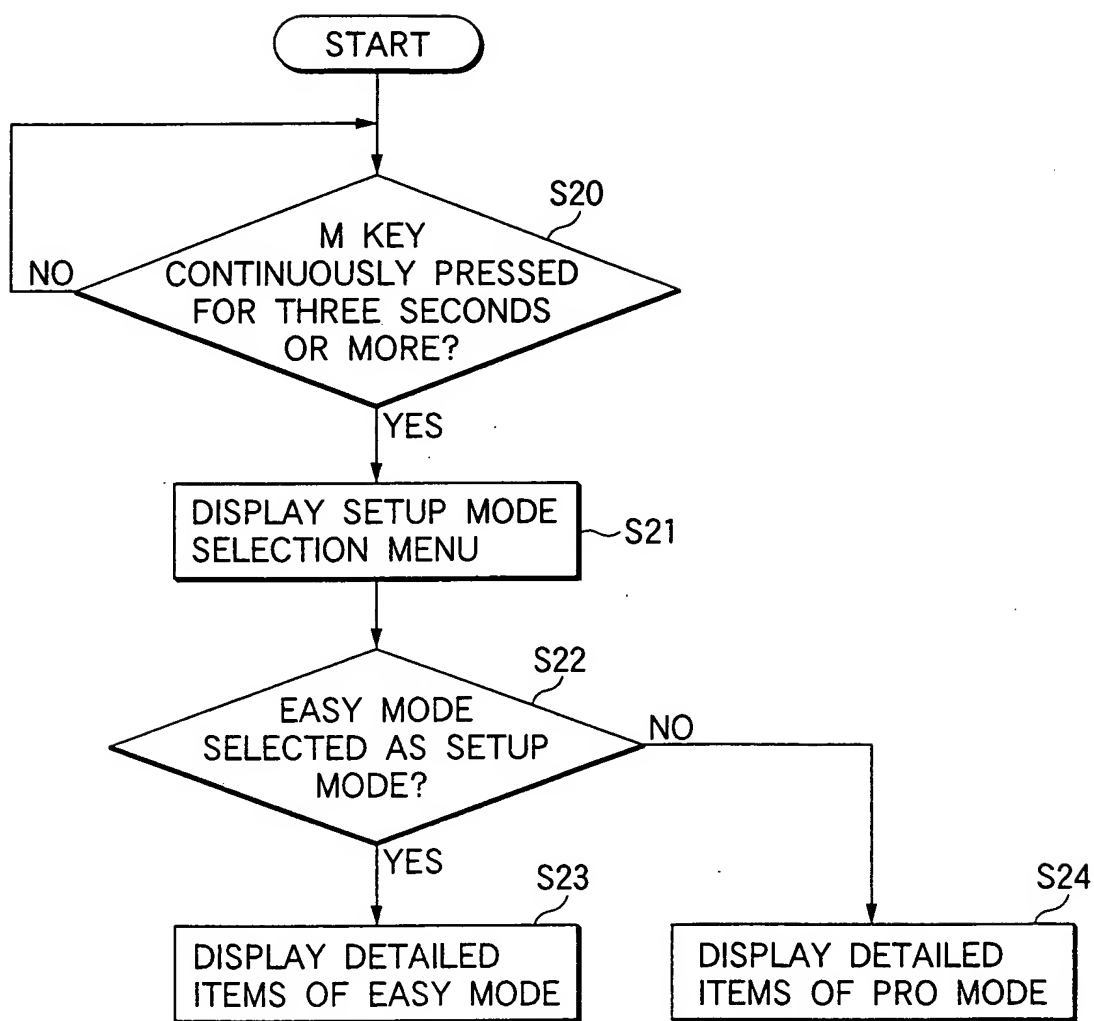 START
S20
M KEY
CONTINUOUSLY PRESSED
FOR THREE SECONDS
OR MORE?
NO
YES
DISPLAY SETUP MODE
SELECTION MENU
S21
S22
EASY MODE
SELECTED AS SETUP
MODE?
NO
YES
S23
DISPLAY DETAILED
ITEMS OF EASY MODE
S24
DISPLAY DETAILED
ITEMS OF PRO MODE